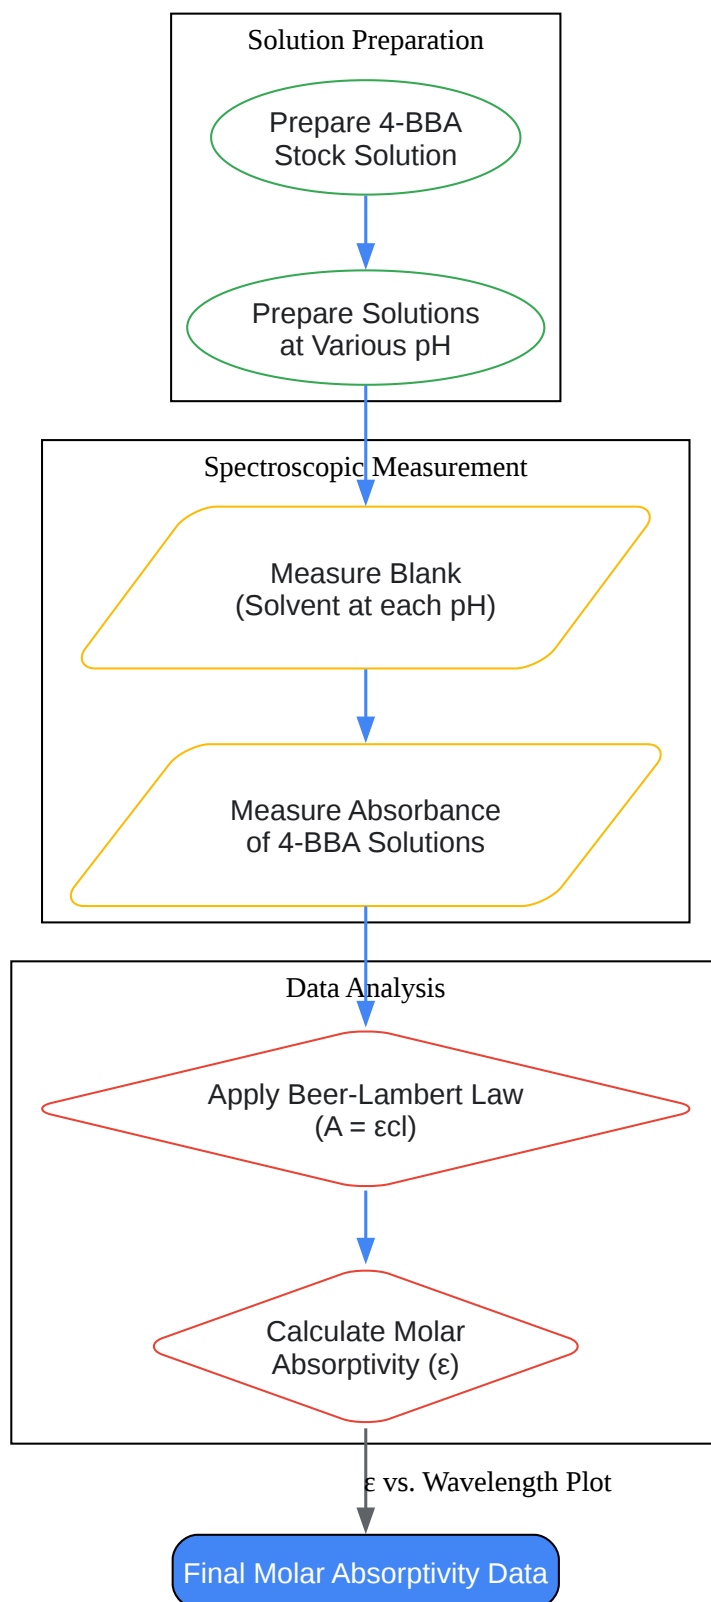 Solution Preparation
Prepare 4-BBA
Stock Solution
Prepare Solutions
at Various pH
Spectroscopic Measurement
Measure Blank
(Solvent at each pH)
Measure Absorbance
of 4-BBA Solutions
Data Analysis
Apply Beer-Lambert Law
(A = εcl)
Calculate Molar
Absorptivity (ε)
ε vs. Wavelength Plot
Final Molar Absorptivity Data